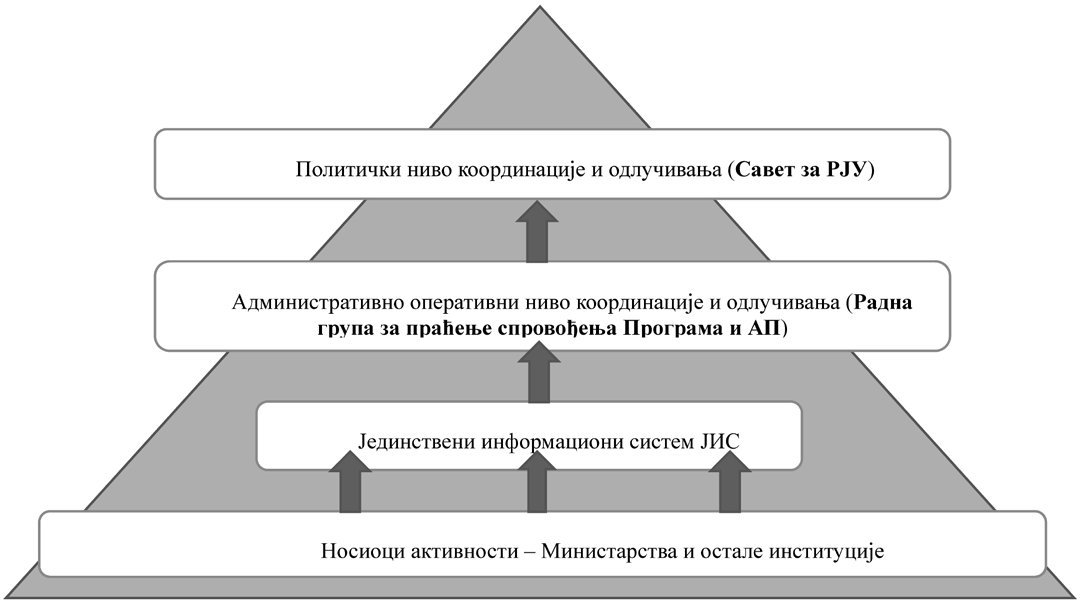 Политички ниво координације и одлучивања (Савет за РЈУ)
Административно оперативни ниво координације и одлучивања (Радна
група за праћење спровођења Програма и АП)
Јединствени информациони систем ЈИС
Носиоци активности – Министарства и остале институције